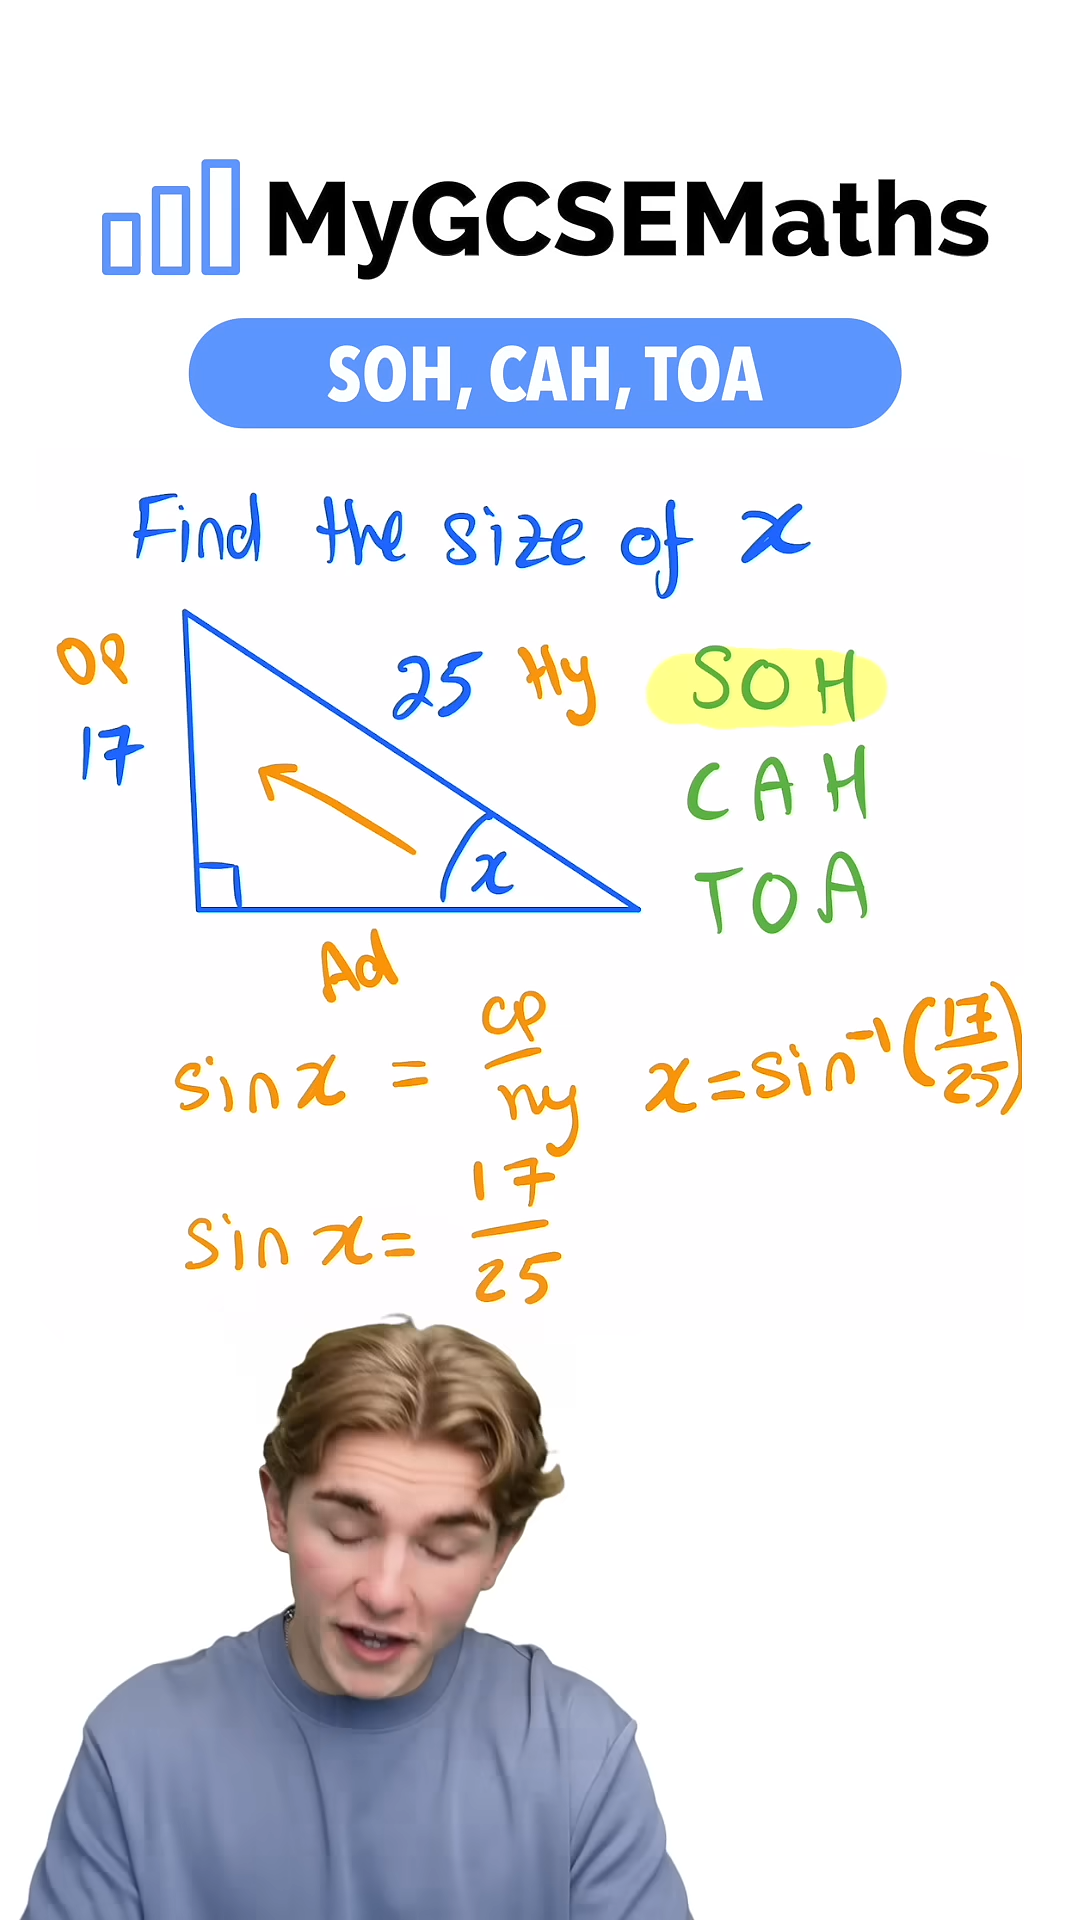 MyGCSEMaths
SOH, CAH, TOA
Find the size of x
OP
17
25 Hy
SOH
CAH
TOA
x
Ad
sin x = op/hy
x = sin⁻¹(17/25)
sin x = 17/25